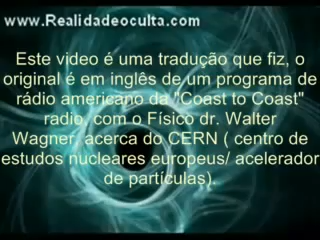 www.Realidadeoculta.com
Este video é uma tradução que fiz, o
original é em inglês de um programa de
rádio americano da "Coast to Coast"
radio, com o Físico dr. Walter
Wagner, acerca do CERN ( centro de
estudos nucleares europeus/ acelerador
de partículas).